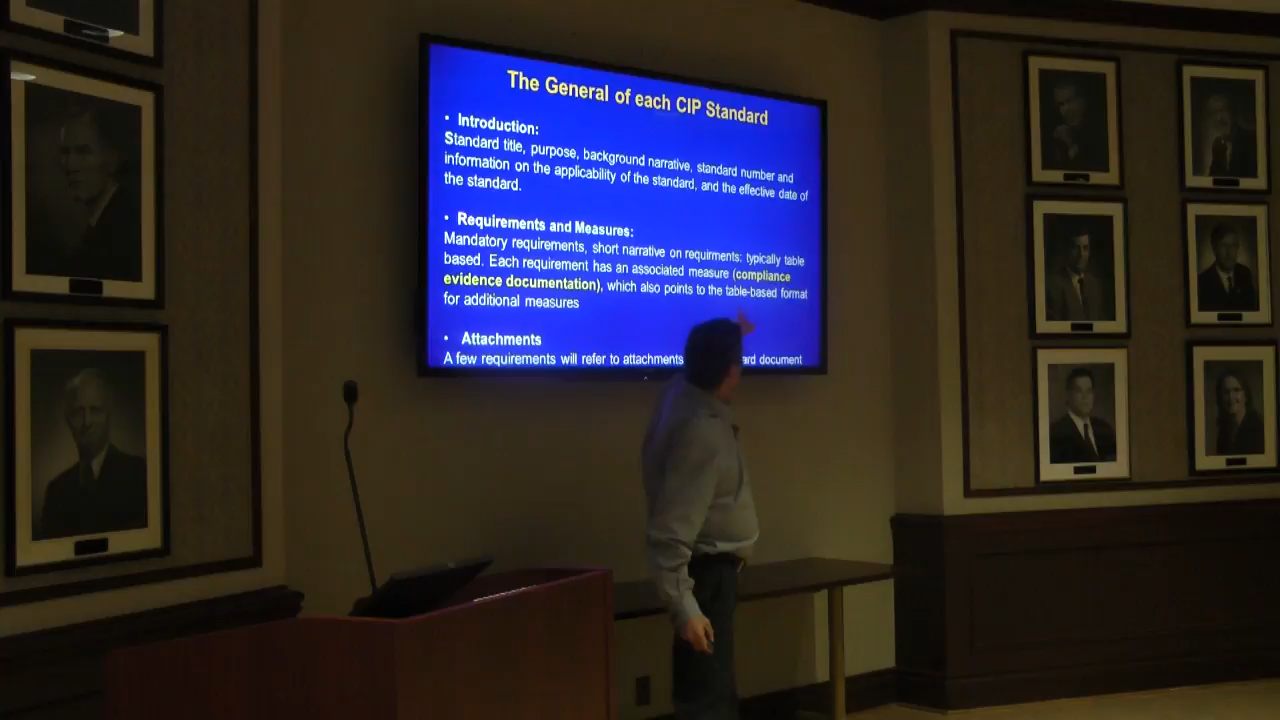 The General of each CIP Standard
• Introduction:
Standard title, purpose, background narrative, standard number and
information on the applicability of the standard, and the effective date of
the standard.
• Requirements and Measures:
Mandatory requirements, short narrative on requirments: typically table
based. Each requirement has an associated measure (compliance
evidence documentation), which also points to the table-based format
for additional measures
• Attachments
A few requirements will refer to attachments document